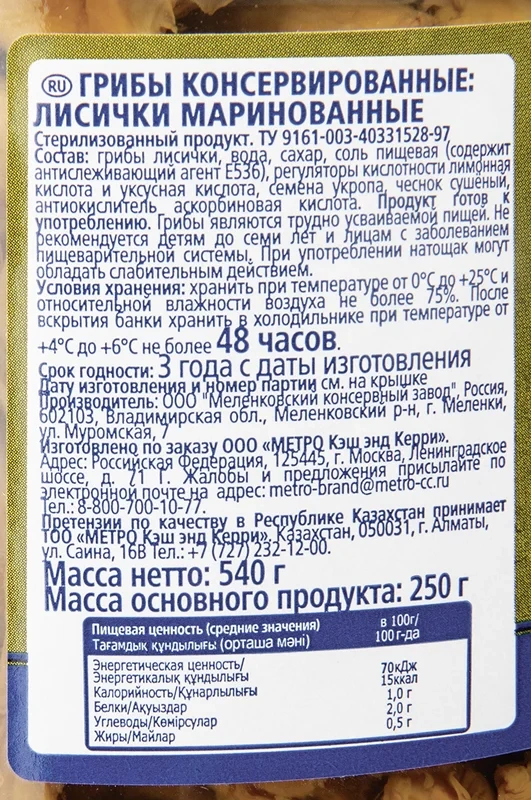 RU ГРИБЫ КОНСЕРВИРОВАННЫЕ:
ЛИСИЧКИ МАРИНОВАННЫЕ
Стерилизованный продукт. ТУ 9161-003-40331528-97
Состав: грибы лисички, вода, сахар, соль пищевая (содержит
антислеживающий агент E536), регуляторы кислотности лимонная
кислота и уксусная кислота, семена укропа, чеснок сушёный,
антиокислитель аскорбиновая кислота. Продукт готов к
употреблению. Грибы являются трудно усваиваемой пищей. Не
рекомендуется детям до семи лет и лицам с заболеванием
пищеварительной системы. При употреблении натощак могут
обладать слабительным действием.
Условия хранения: хранить при температуре от 0°С до +25°С и
относительной влажности воздуха не более 75%. После
вскрытия банки хранить в холодильнике при температуре от
+4°С до +6°С не более 48 часов.
Срок годности: 3 года с даты изготовления
Дату изготовления и номер партии см. на крышке
Производитель: ООО "Меленковский консервный завод", Россия,
602103, Владимирская обл., Меленковский р-н, г. Меленки,
ул. Муромская, 7
Изготовлено по заказу ООО «МЕТРО Кэш энд Керри».
Адрес: Российская Федерация, 125445, г. Москва, Ленинградское
шоссе, д. 71 Г. Жалобы и предложения присылайте по
электронной почте на адрес: metro-brand@metro-cc.ru
Тел.: 8-800-700-10-77.
Претензии по качеству в Республике Казахстан принимает
ТОО «МЕТРО Кэш энд Керри», Казахстан, 050031, г. Алматы,
ул. Саина, 16В Тел.: +7 (727) 232-12-00.
Масса нетто: 540 г
Масса основного продукта: 250 г
Пищевая ценность (средние значения) в 100г/
Тағамдық құндылығы (орташа мәні) 100 г-да
Энергетическая ценность/ 70кДж
Энергетикалық құндылығы 15ккал
Калорийность/Құнарлылығы 1,0 г
Белки/Ақуыздар 2,0 г
Углеводы/Көмірсулар 0,5 г
Жиры/Майлар